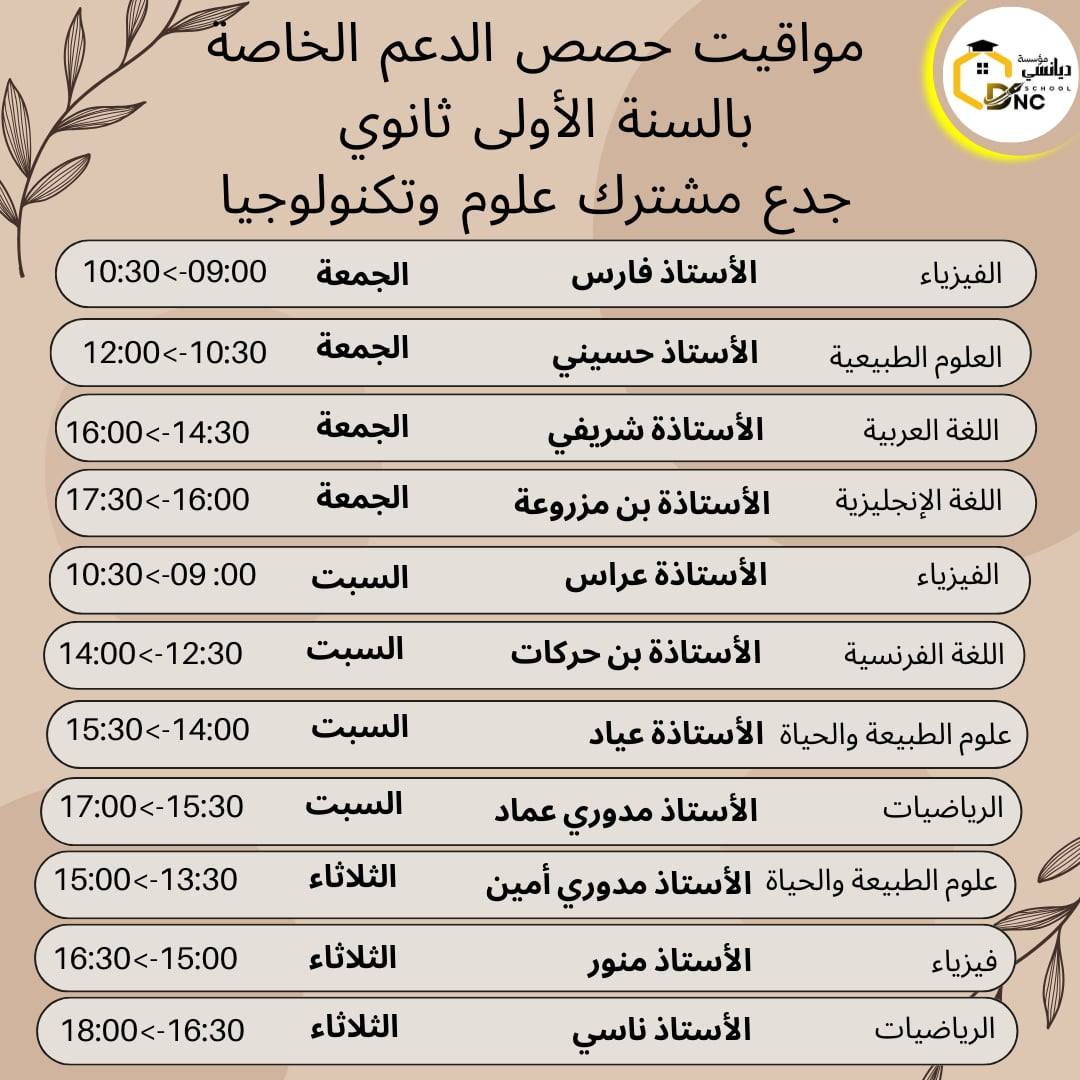 مواقيت حصص الدعم الخاصة
بالسنة الأولى ثانوي
جدع مشترك علوم وتكنولوجيا
مؤسسة
ديانسي
SCHOOL
DNC
الفيزياء الأستاذ فارس الجمعة 09:00->10:30
العلوم الطبيعية الأستاذ حسيني الجمعة 10:30->12:00
اللغة العربية الأستاذة شريفي الجمعة 14:30->16:00
اللغة الإنجليزية الأستاذة بن مزروعة الجمعة 16:00->17:30
الفيزياء الأستاذة عراس السبت 09 :00->10:30
اللغة الفرنسية الأستاذة بن حركات السبت 12:30->14:00
علوم الطبيعة والحياة الأستاذة عياد السبت 14:00->15:30
الرياضيات الأستاذ مدوري عماد السبت 15:30->17:00
علوم الطبيعة والحياة الأستاذ مدوري أمين الثلاثاء 13:30->15:00
فيزياء الأستاذ منور الثلاثاء 15:00->16:30
الرياضيات الأستاذ ناسي الثلاثاء 16:30->18:00